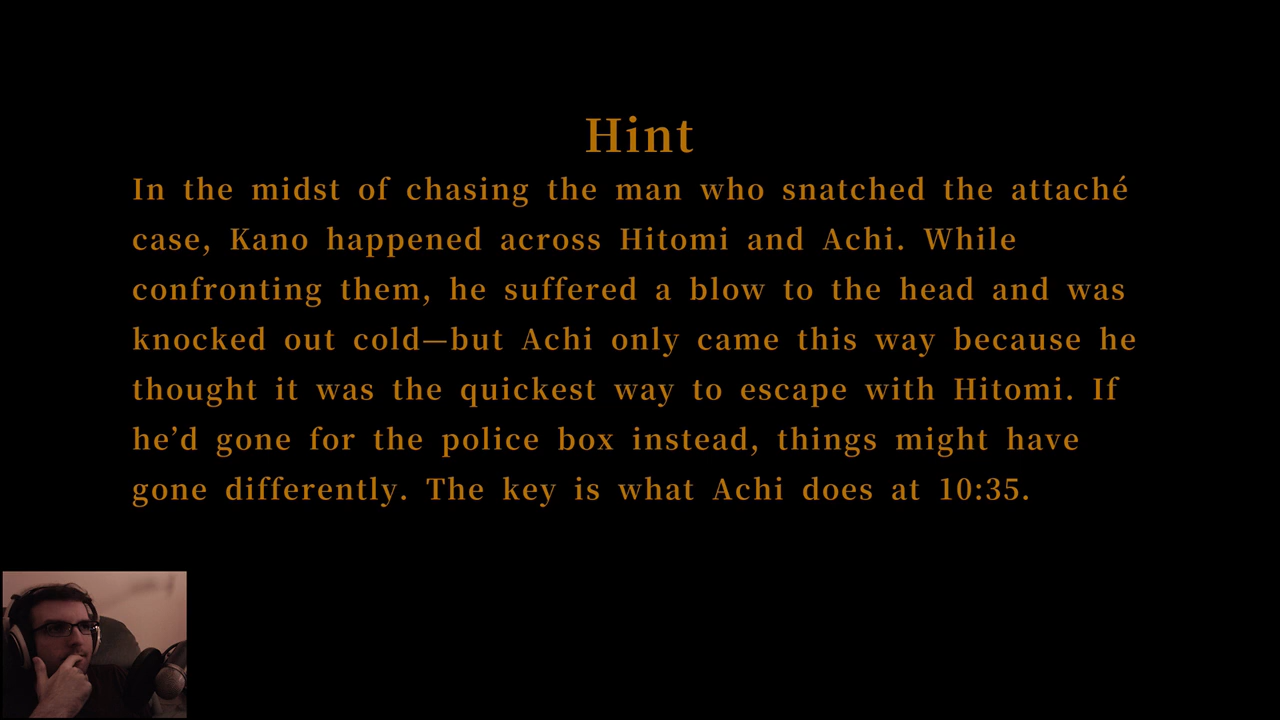 Hint
In the midst of chasing the man who snatched the attaché
case, Kano happened across Hitomi and Achi. While
confronting them, he suffered a blow to the head and was
knocked out cold—but Achi only came this way because he
thought it was the quickest way to escape with Hitomi. If
he’d gone for the police box instead, things might have
gone differently. The key is what Achi does at 10:35.